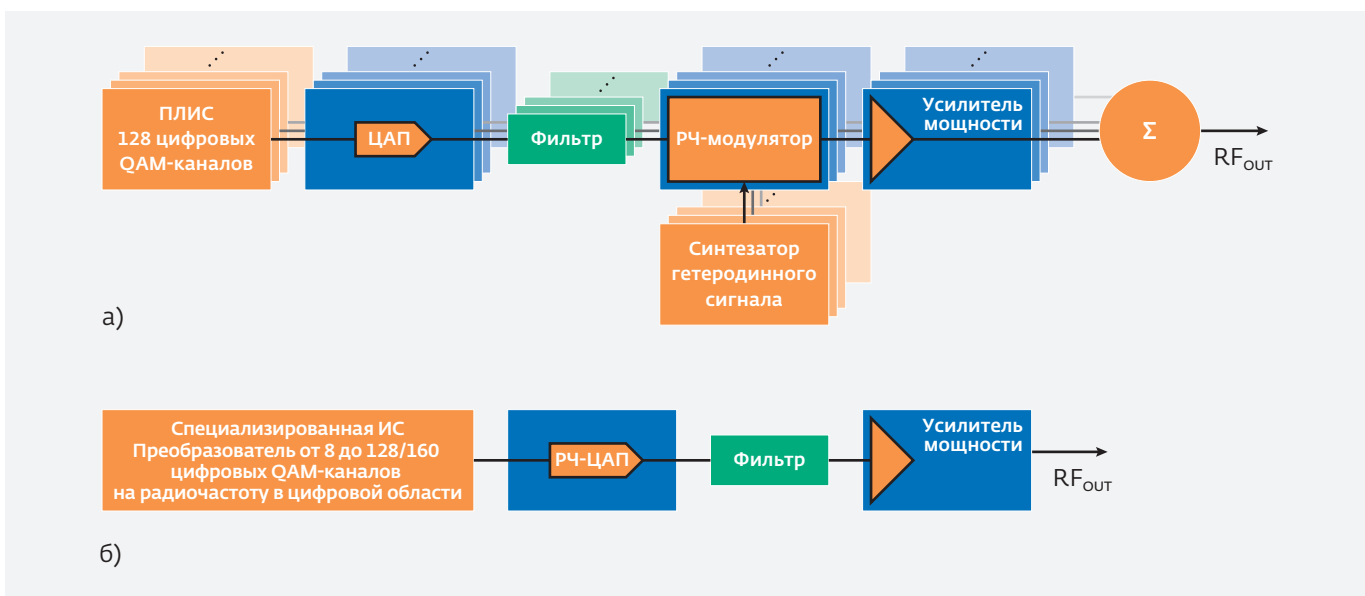 ПЛИС
128 цифровых
QAM-каналов
ЦАП
Фильтр
РЧ-модулятор
Усилитель
мощности
Σ
RFOUT
Синтезатор
гетеродинного
сигнала
а)
Специализированная ИС
Преобразователь от 8 до 128/160
цифровых QAM-каналов
на радиочастоту в цифровой области
РЧ-ЦАП
Фильтр
Усилитель
мощности
RFOUT
б)